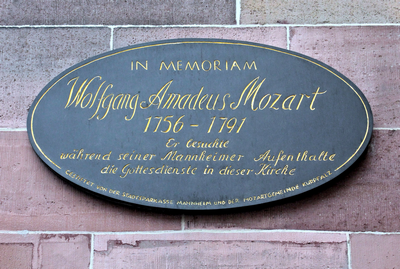 IN MEMORIAM
Wolfgang Amadeus Mozart
1756 - 1791
Er besuchte
während seiner Mannheimer Aufenthalte
die Gottesdienste in dieser Kirche
GESTIFTET VON DER STADTSPARKASSE MANNHEIM UND DER MOZARTGEMEINDE KURPFALZ